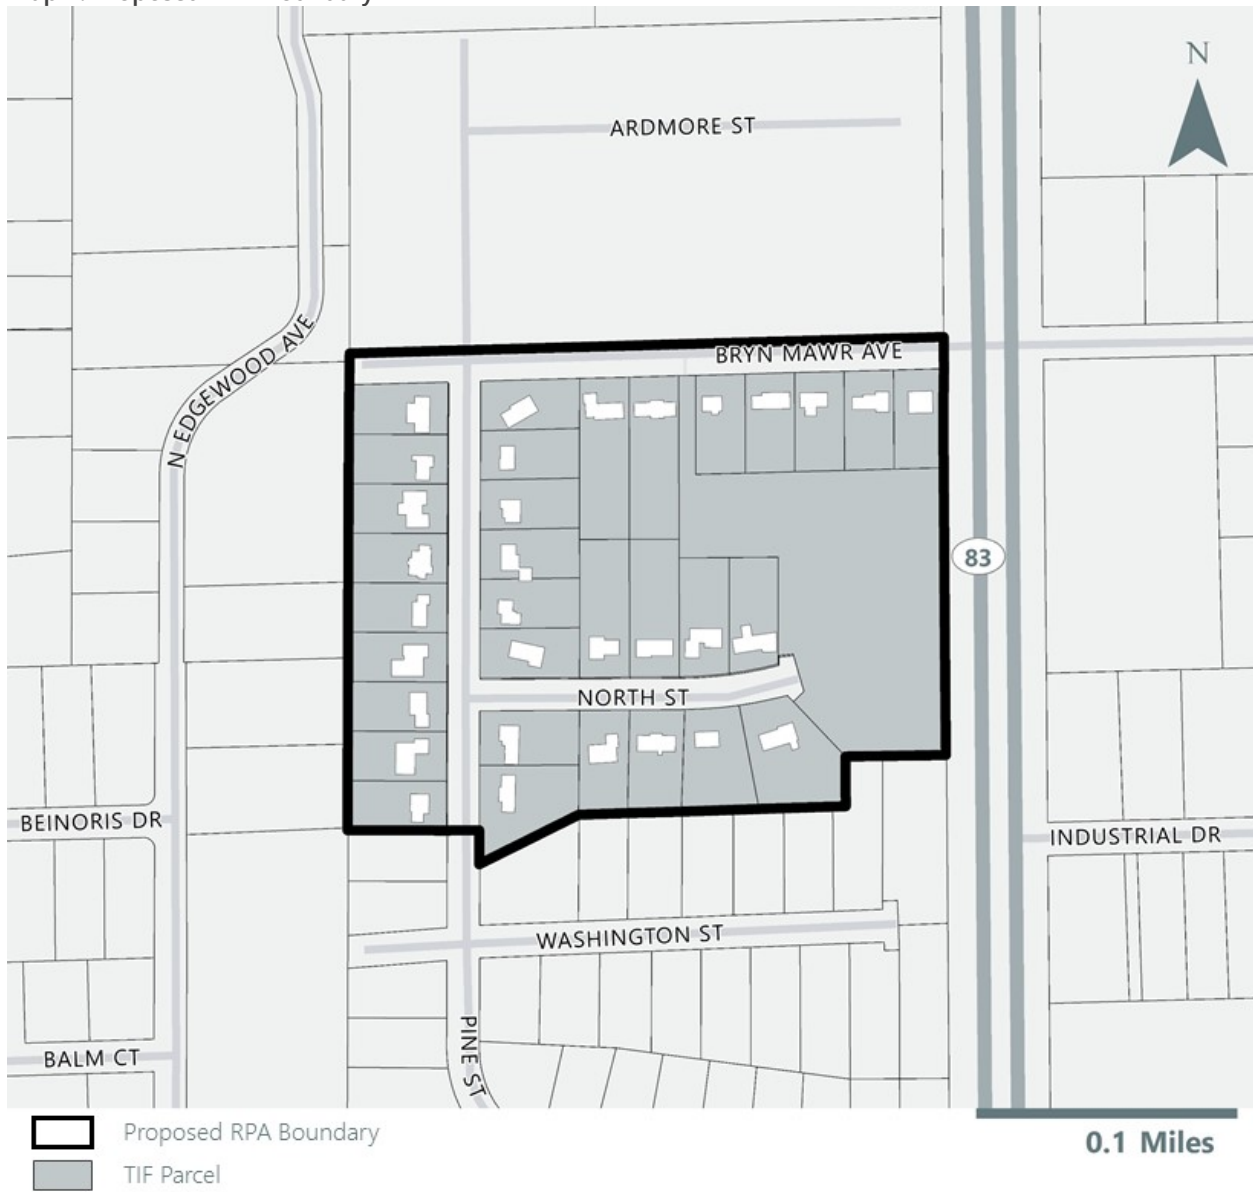 N
ARDMORE ST
N EDGEWOOD AVE
BRYN MAWR AVE
83
NORTH ST
BEINORIS DR
INDUSTRIAL DR
WASHINGTON ST
PINE ST
BALM CT
Proposed RPA Boundary
TIF Parcel
0.1 Miles